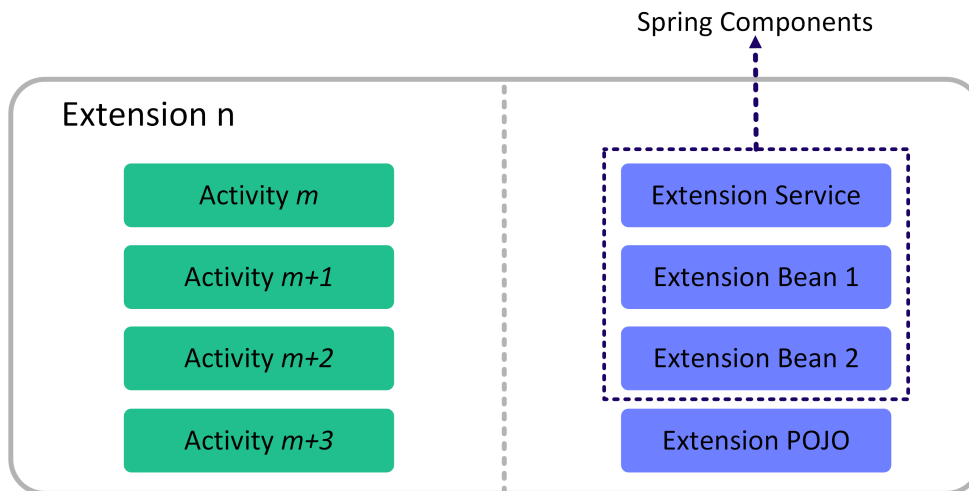 Spring Components
Extension n
Activity m
Activity m+1
Activity m+2
Activity m+3
Extension Service
Extension Bean 1
Extension Bean 2
Extension POJO